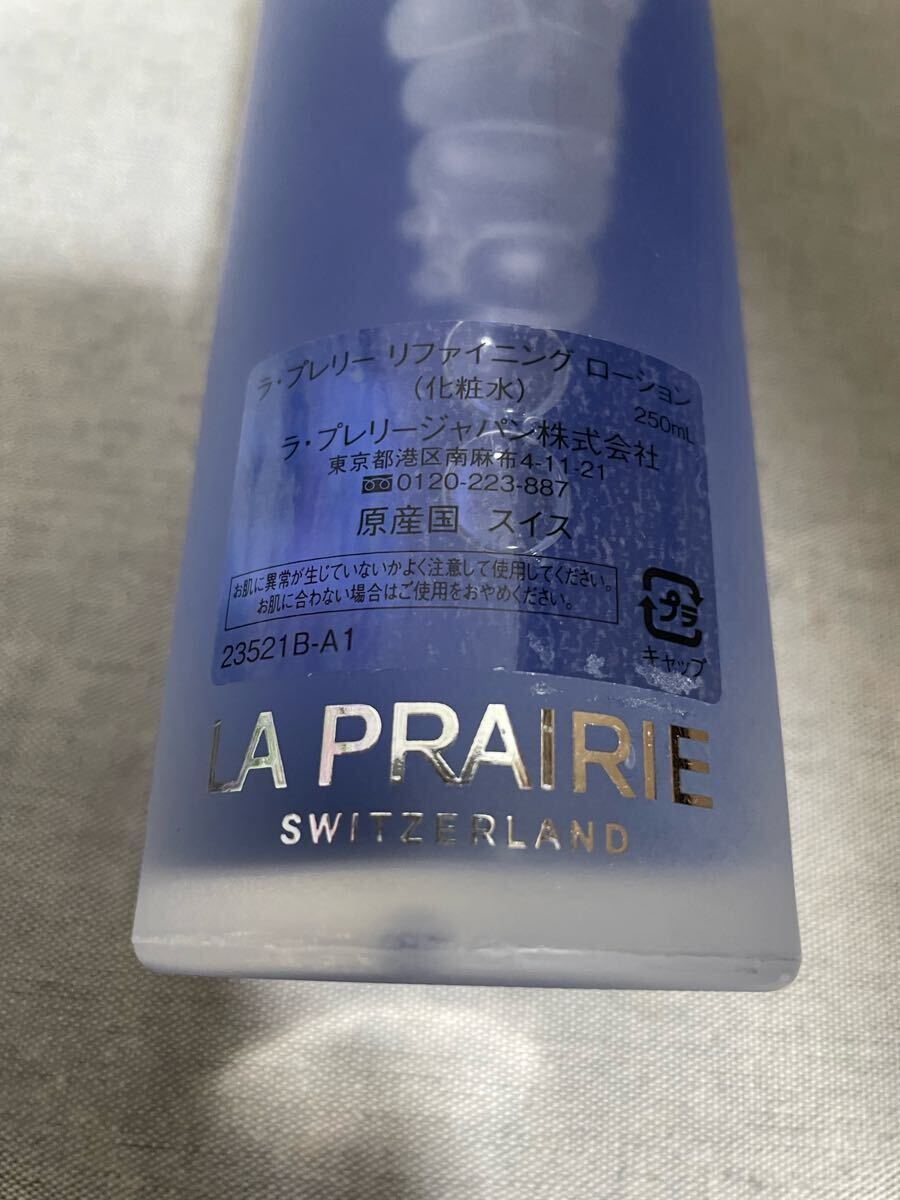 ラ・プレリー リファイニング ローション
(化粧水) 250mL
ラ・プレリージャパン株式会社
東京都港区南麻布4-11-21
0120-223-887
原産国 スイス
お肌に異常が生じていないかよく注意して使用してください。
お肌に合わない場合はご使用をおやめください。
プラ
キャップ
23521B-A1
LA PRAIRIE
SWITZERLAND